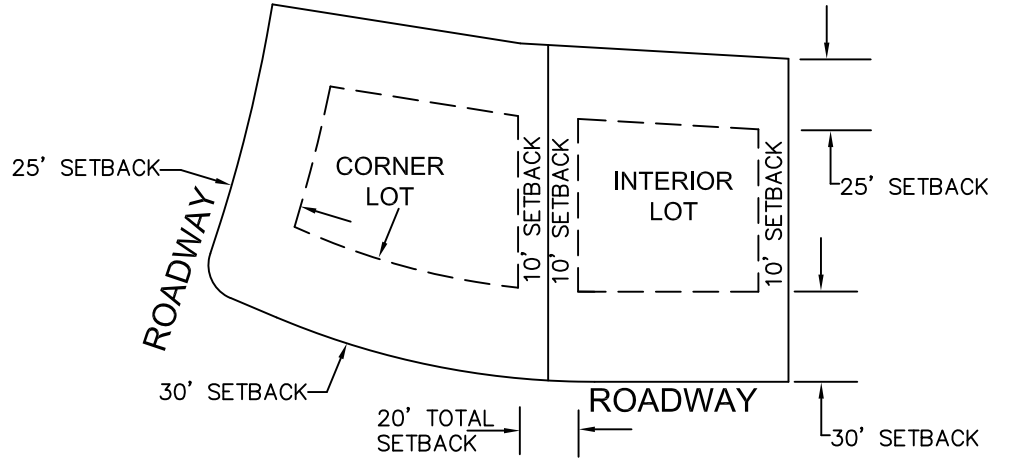 25' SETBACK
ROADWAY
CORNER
LOT
10' SETBACK
10' SETBACK
INTERIOR
LOT
10' SETBACK
25' SETBACK
30' SETBACK
20' TOTAL
SETBACK
ROADWAY
30' SETBACK